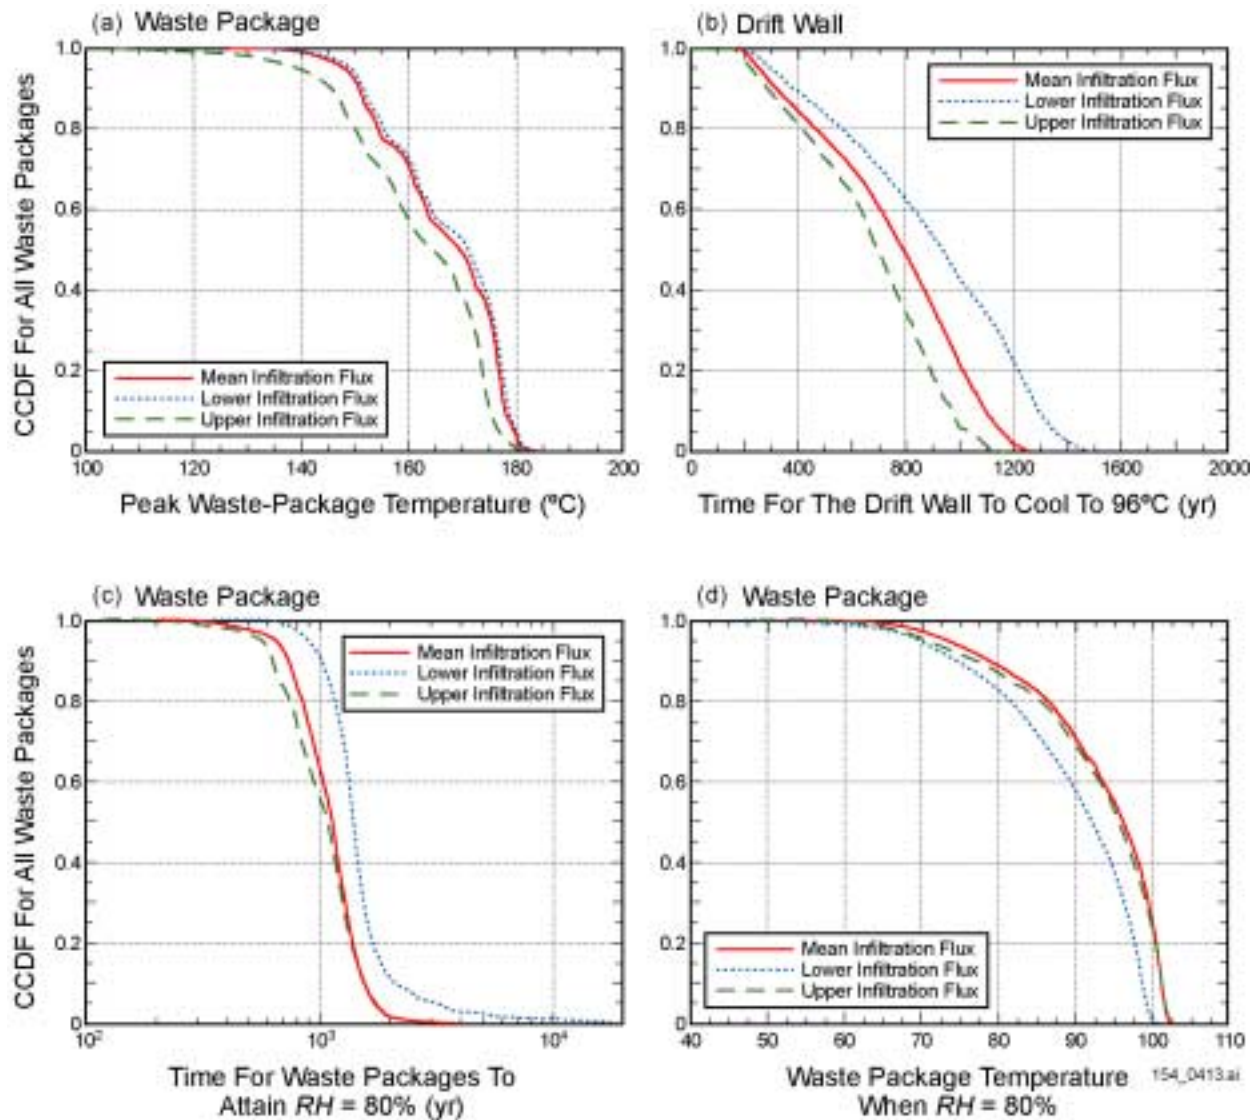 (a) Waste Package
CCDF For All Waste Packages
1.0
0.8
0.6
0.4
0.2
0
Mean Infiltration Flux
Lower Infiltration Flux
Upper Infiltration Flux
100 120 140 160 180 200
Peak Waste-Package Temperature (ºC)
(b) Drift Wall
1.0
0.8
0.6
0.4
0.2
0
Mean Infiltration Flux
Lower Infiltration Flux
Upper Infiltration Flux
0 400 800 1200 1600 2000
Time For The Drift Wall To Cool To 96ºC (yr)
(c) Waste Package
CCDF For All Waste Packages
1.0
0.8
0.6
0.4
0.2
0
Mean Infiltration Flux
Lower Infiltration Flux
Upper Infiltration Flux
10² 10³ 10⁴
Time For Waste Packages To
Attain RH = 80% (yr)
(d) Waste Package
1.0
0.8
0.6
0.4
0.2
0
Mean Infiltration Flux
Lower Infiltration Flux
Upper Infiltration Flux
40 50 60 70 80 90 100 110
Waste Package Temperature
When RH = 80%
154_0413.ai